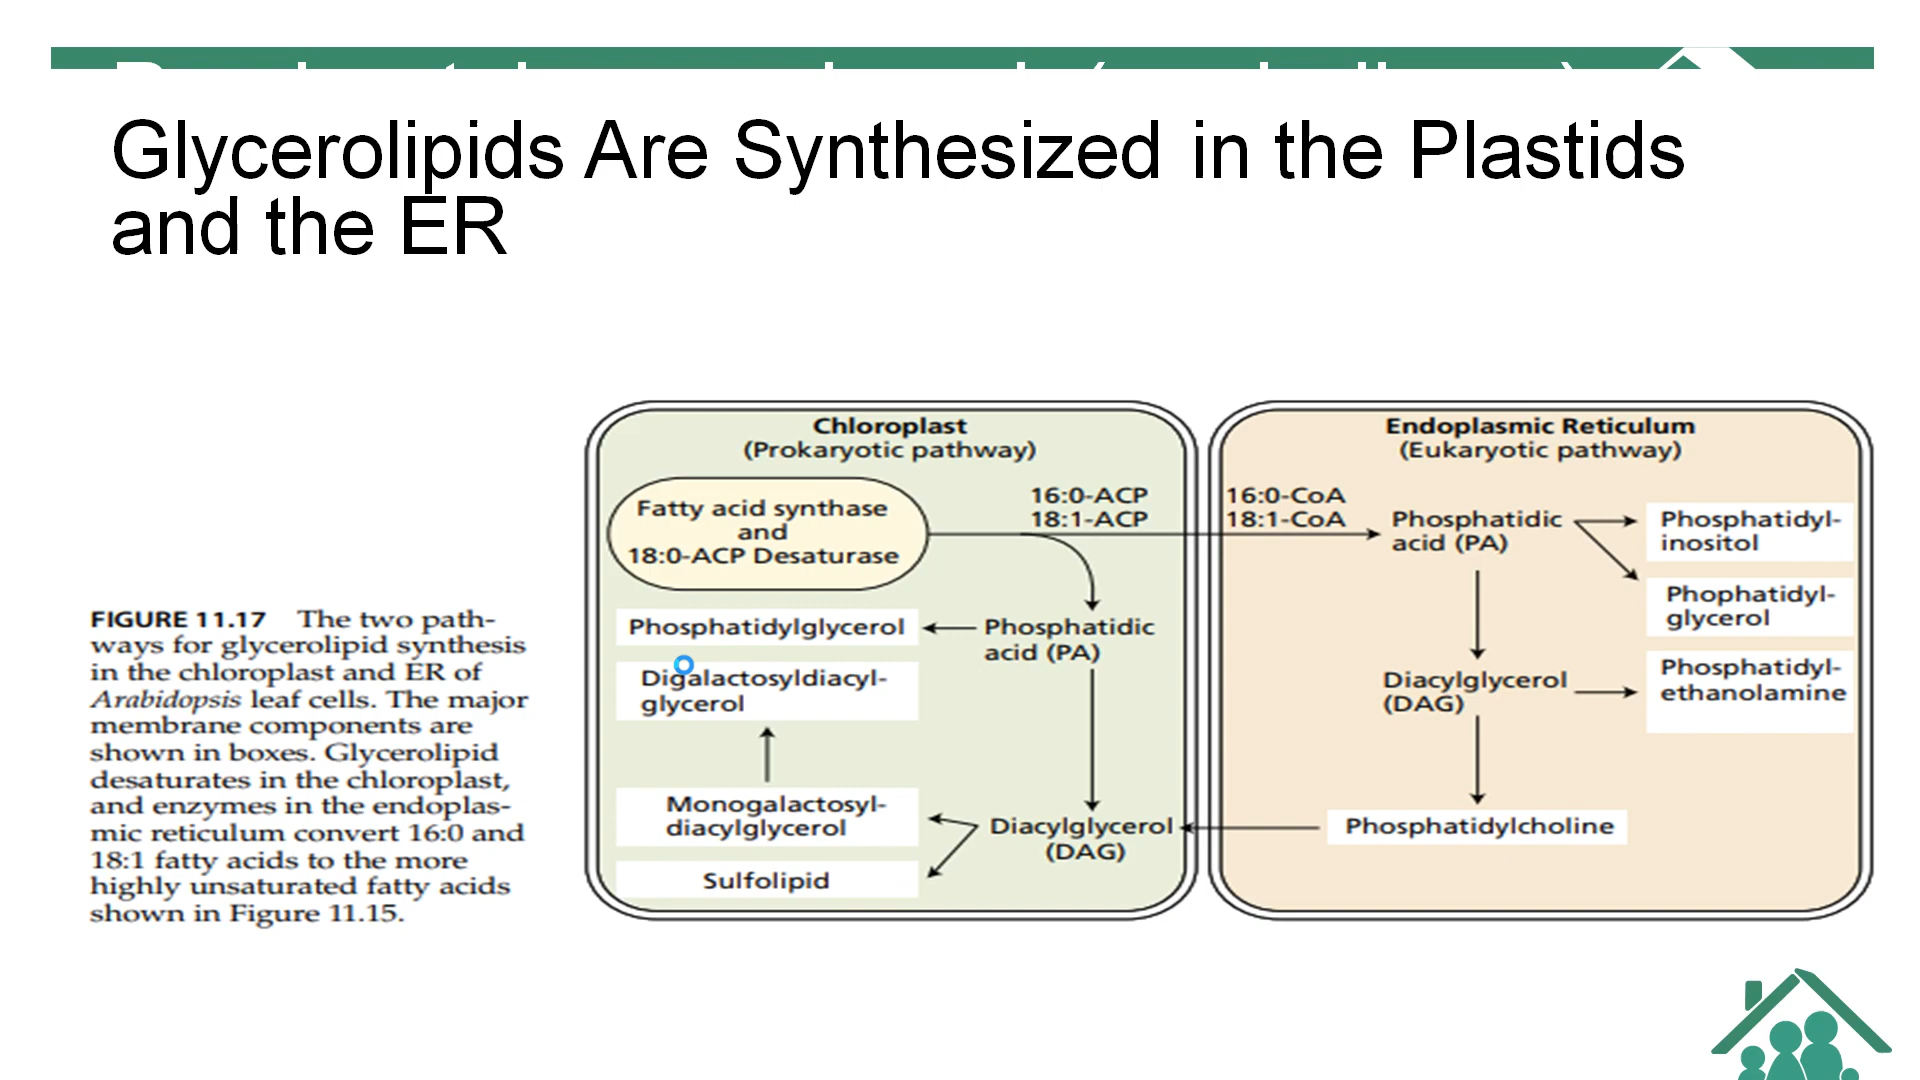 Glycerolipids Are Synthesized in the Plastids
and the ER
FIGURE 11.17 The two path-
ways for glycerolipid synthesis
in the chloroplast and ER of
Arabidopsis leaf cells. The major
membrane components are
shown in boxes. Glycerolipid
desaturates in the chloroplast,
and enzymes in the endoplas-
mic reticulum convert 16:0 and
18:1 fatty acids to the more
highly unsaturated fatty acids
shown in Figure 11.15.
Chloroplast
(Prokaryotic pathway)
Fatty acid synthase
and
18:0-ACP Desaturase
16:0-ACP
18:1-ACP
Phosphatidylglycerol
Phosphatidic
acid (PA)
Digalactosyldiacyl-
glycerol
Monogalactosyl-
diacylglycerol
Diacylglycerol
(DAG)
Sulfolipid
Endoplasmic Reticulum
(Eukaryotic pathway)
16:0-CoA
18:1-CoA
Phosphatidic
acid (PA)
Phosphatidyl-
inositol
Phophatidyl-
glycerol
Diacylglycerol
(DAG)
Phosphatidyl-
ethanolamine
Phosphatidylcholine